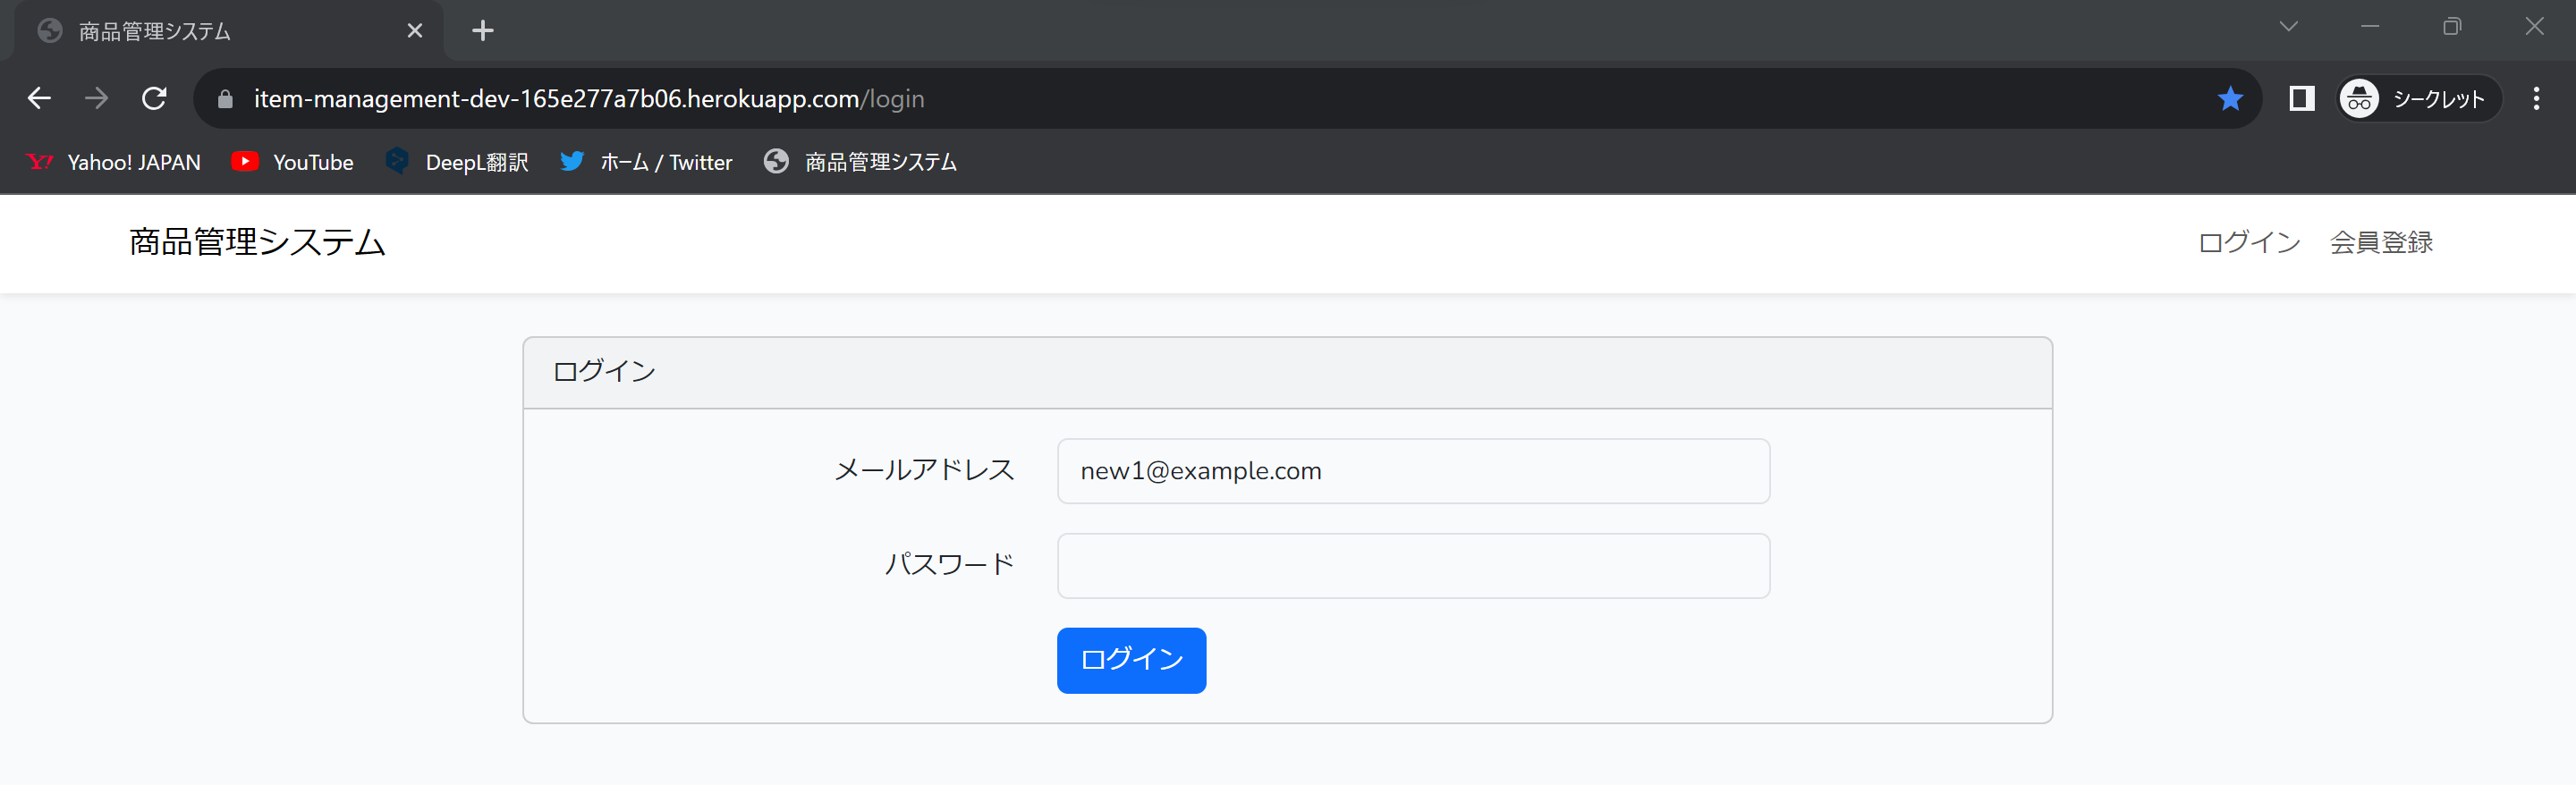 商品管理システム
item-management-dev-165e277a7b06.herokuapp.com/login
シークレット
Y! Yahoo! JAPAN YouTube DeepL翻訳 ホーム / Twitter 商品管理システム
商品管理システム ログイン 会員登録
ログイン
メールアドレス new1@example.com
パスワード
ログイン